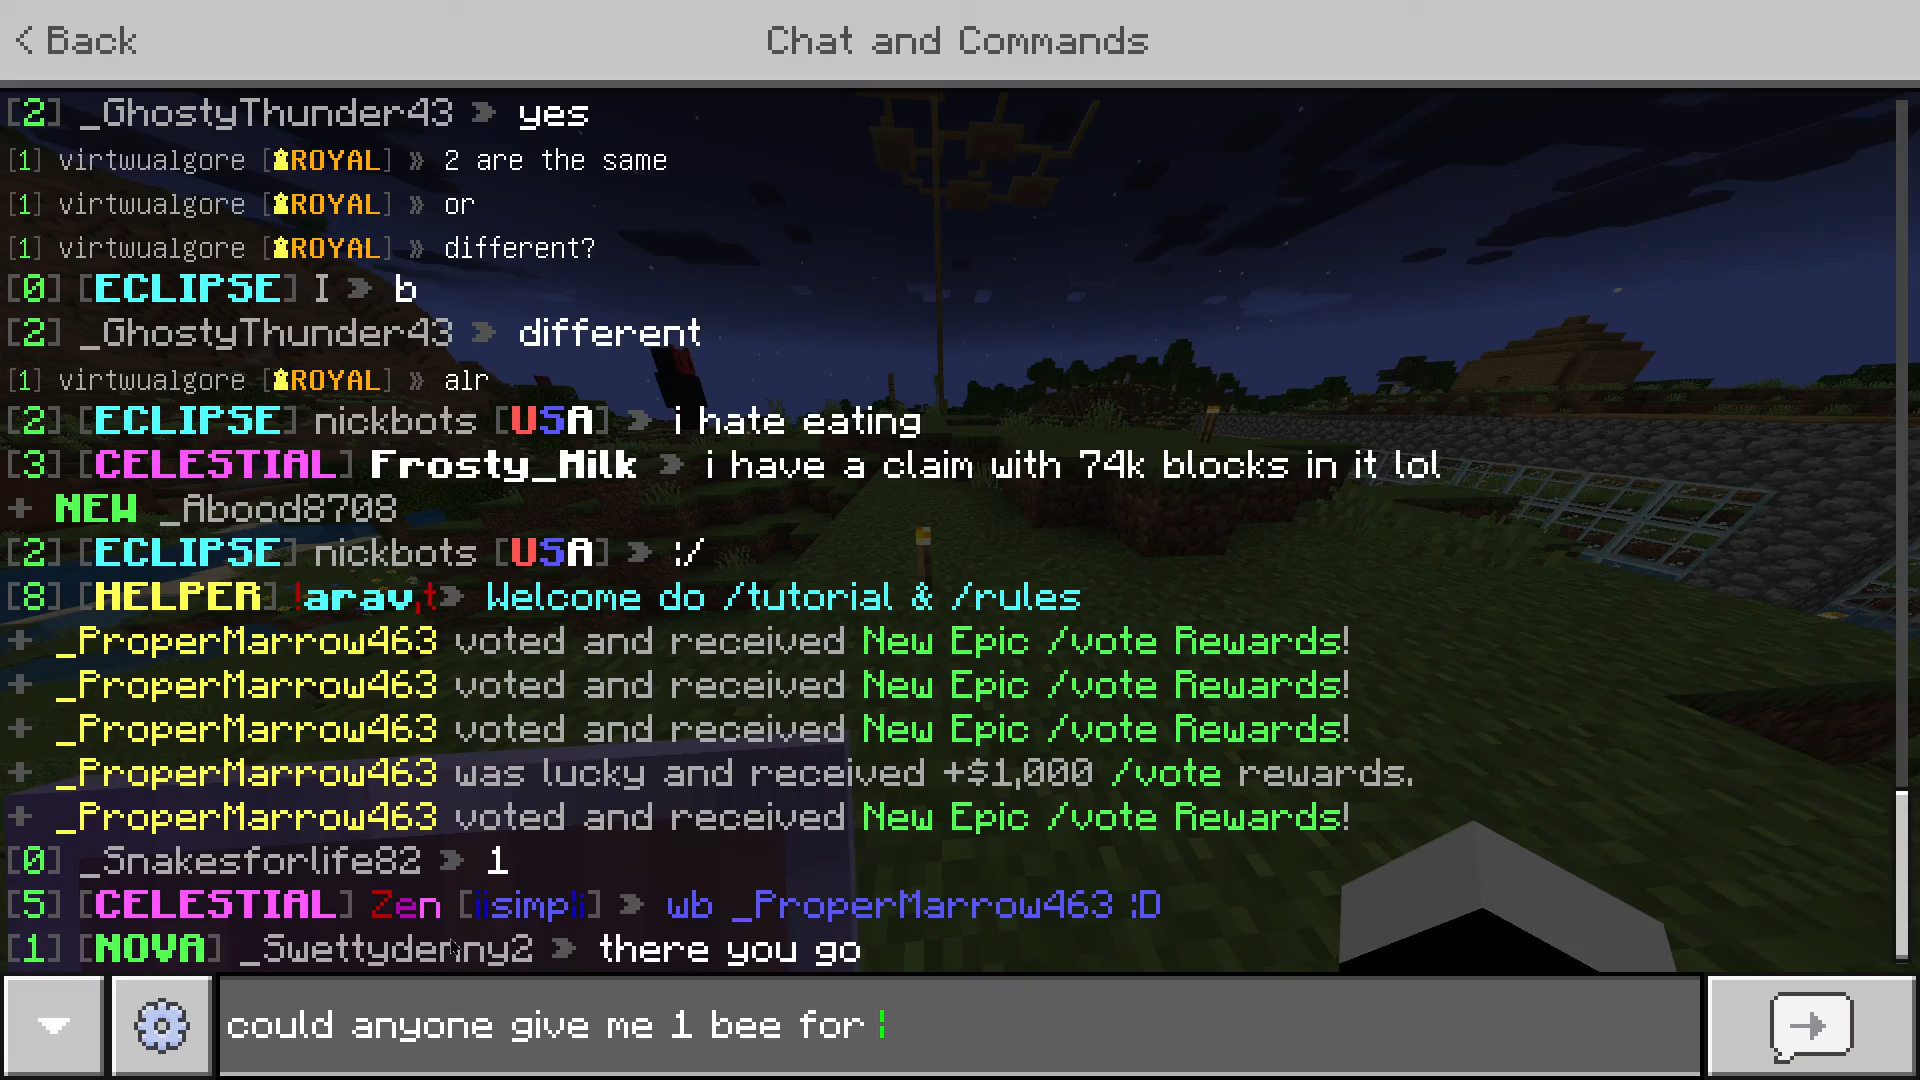 < Back
Chat and Commands
[2] _GhostyThunder43 » yes
[1] virtwualgore [ROYAL] » 2 are the same
[1] virtwualgore [ROYAL] » or
[1] virtwualgore [ROYAL] » different?
[0] [ECLIPSE] I » b
[2] _GhostyThunder43 » different
[1] virtwualgore [ROYAL] » alr
[2] [ECLIPSE] nickbots [USA] » i hate eating
[3] [CELESTIAL] Frosty_Milk » i have a claim with 74k blocks in it lol
+ NEW _Abood8708
[2] [ECLIPSE] nickbots [USA] » :/
[8] [HELPER] !arav¡t » Welcome do /tutorial & /rules
+ _ProperMarrow463 voted and received New Epic /vote Rewards!
+ _ProperMarrow463 voted and received New Epic /vote Rewards!
+ _ProperMarrow463 voted and received New Epic /vote Rewards!
+ _ProperMarrow463 was lucky and received +$1,000 /vote rewards.
+ _ProperMarrow463 voted and received New Epic /vote Rewards!
[0] _Snakesforlife82 » 1
[5] [CELESTIAL] Zen [iisimpii] » wb _ProperMarrow463 :D
[1] [NOVA] _Swettydenny2 » there you go
could anyone give me 1 bee for